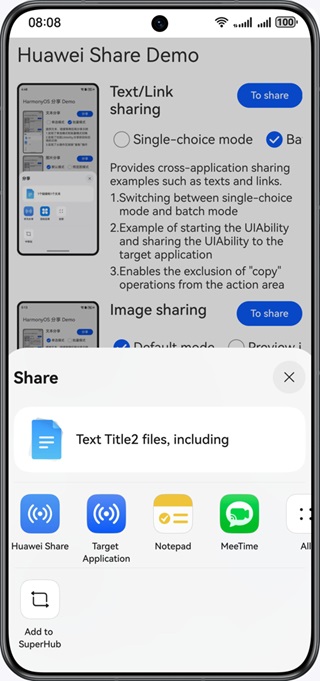 08:08
100
Huawei Share Demo
Text/Link
sharing
To share
Single-choice mode
Ba
Provides cross-application sharing
examples such as texts and links.
1.Switching between single-choice
mode and batch mode
2.Example of starting the UIAbility
and sharing the UIAbility to the
target application
3.Enables the exclusion of "copy"
operations from the action area
Image sharing
To share
Default mode
Preview i
Share
Text Title2 files, including
Huawei Share
Target
Application
Notepad
MeeTime
All
Add to
SuperHub